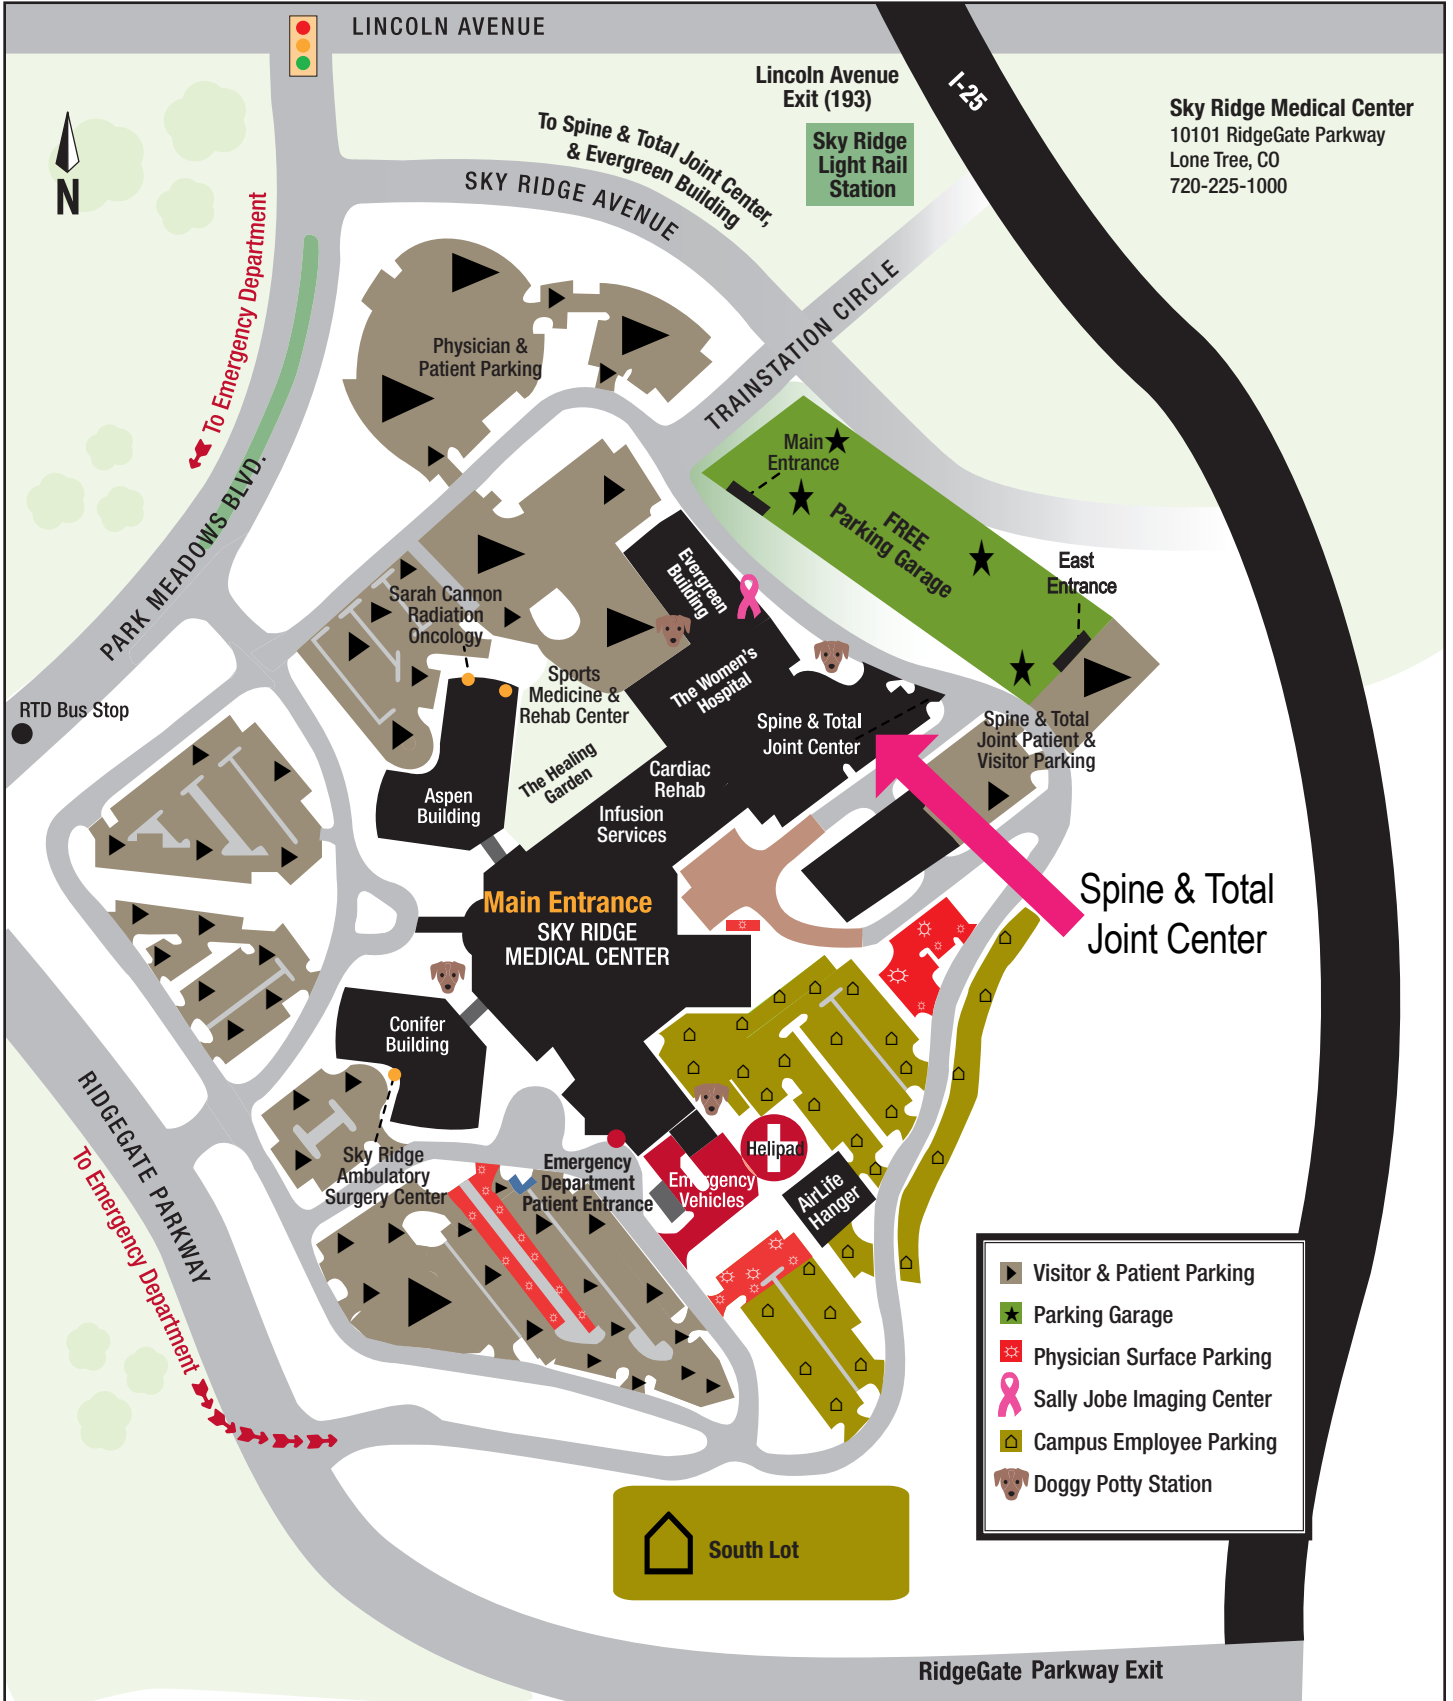 LINCOLN AVENUE
I-25
Lincoln Avenue
Exit (193)
Sky Ridge
Light Rail
Station
Sky Ridge Medical Center
10101 RidgeGate Parkway
Lone Tree, CO
720-225-1000
N
To Spine & Total Joint Center,
& Evergreen Building
SKY RIDGE AVENUE
To Emergency Department
TRAINSTATION CIRCLE
Physician &
Patient Parking
PARK MEADOWS BLVD.
Main
Entrance
FREE
Parking Garage
East
Entrance
Evergreen
Building
Sarah Cannon
Radiation
Oncology
Sports
Medicine &
Rehab Center
The Women's
Hospital
RTD Bus Stop
Spine & Total
Joint Center
Spine & Total
Joint Patient &
Visitor Parking
The Healing
Garden
Cardiac
Rehab
Aspen
Building
Infusion
Services
Main Entrance
SKY RIDGE
MEDICAL CENTER
Spine & Total
Joint Center
Conifer
Building
RIDGEGATE PARKWAY
To Emergency Department
Sky Ridge
Ambulatory
Surgery Center
Emergency
Department
Patient Entrance
Helipad
Emergency
Vehicles
AirLife
Hanger
Visitor & Patient Parking
Parking Garage
Physician Surface Parking
Sally Jobe Imaging Center
Campus Employee Parking
Doggy Potty Station
South Lot
RidgeGate Parkway Exit